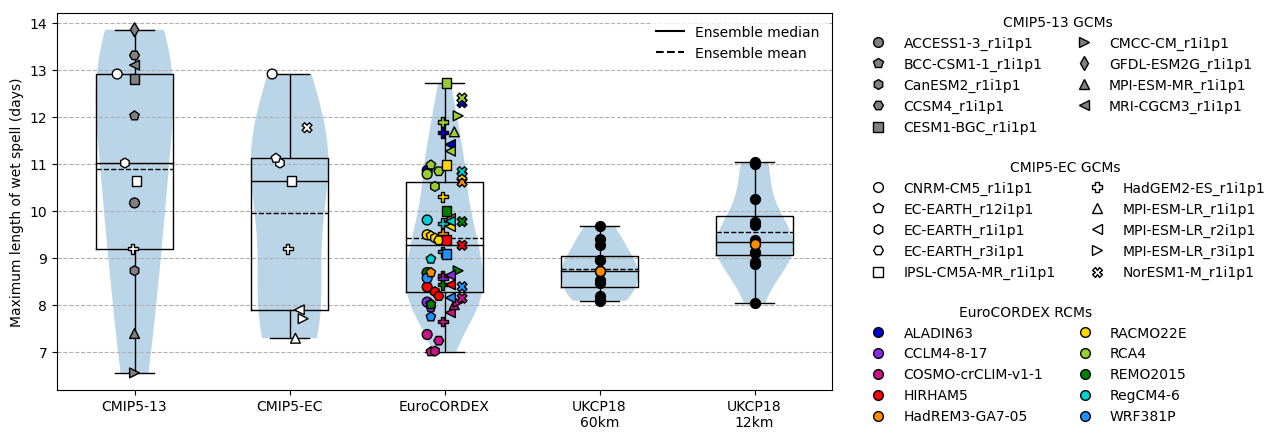 Maximum length of wet spell (days)
14
13
12
11
10
9
8
7
Ensemble median
Ensemble mean
CMIP5-13
CMIP5-EC
EuroCORDEX
UKCP18
60km
UKCP18
12km
CMIP5-13 GCMs
ACCESS1-3_r1i1p1
BCC-CSM1-1_r1i1p1
CanESM2_r1i1p1
CCSM4_r1i1p1
CESM1-BGC_r1i1p1
CMCC-CM_r1i1p1
GFDL-ESM2G_r1i1p1
MPI-ESM-MR_r1i1p1
MRI-CGCM3_r1i1p1
CMIP5-EC GCMs
CNRM-CM5_r1i1p1
EC-EARTH_r12i1p1
EC-EARTH_r1i1p1
EC-EARTH_r3i1p1
IPSL-CM5A-MR_r1i1p1
HadGEM2-ES_r1i1p1
MPI-ESM-LR_r1i1p1
MPI-ESM-LR_r2i1p1
MPI-ESM-LR_r3i1p1
NorESM1-M_r1i1p1
EuroCORDEX RCMs
ALADIN63
CCLM4-8-17
COSMO-crCLIM-v1-1
HIRHAM5
HadREM3-GA7-05
RACMO22E
RCA4
REMO2015
RegCM4-6
WRF381P